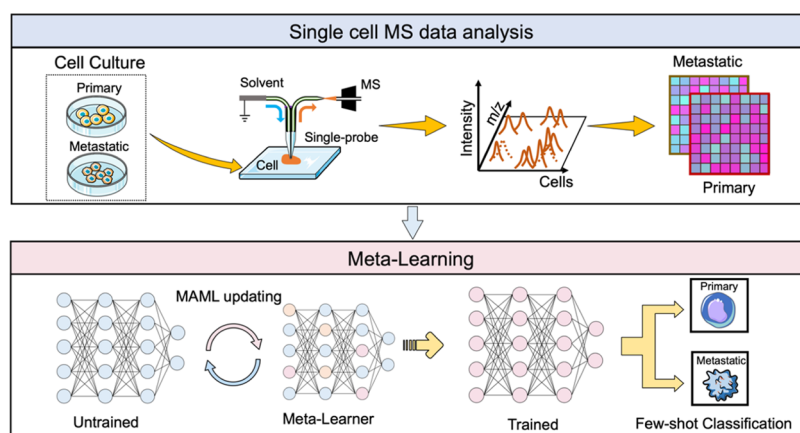 Single cell MS data analysis
Cell Culture
Primary
Metastatic
Solvent
MS
Single-probe
Cell
Intensity
m/z
Cells
Metastatic
Primary
Meta-Learning
MAML updating
Untrained
Meta-Learner
Trained
Primary
Metastatic
Few-shot Classification